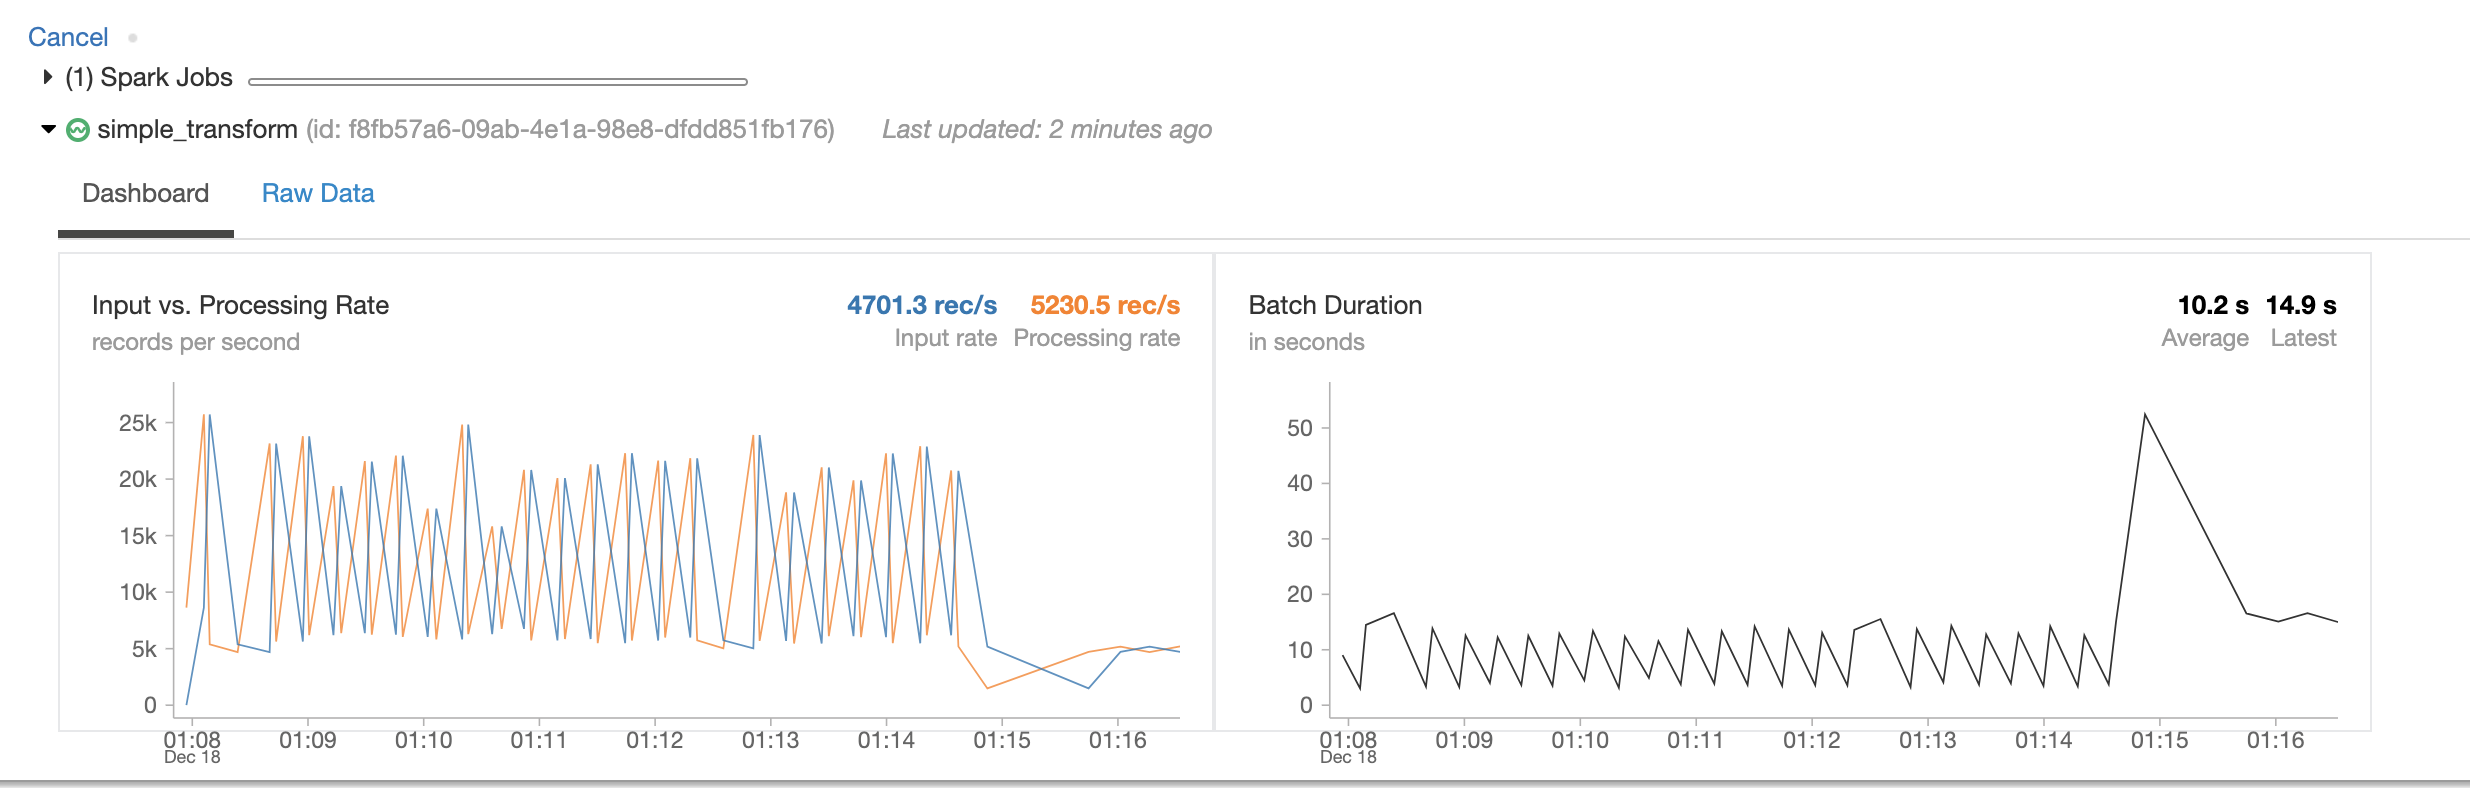 Cancel
(1) Spark Jobs
simple_transform (id: f8fb57a6-09ab-4e1a-98e8-dfdd851fb176) Last updated: 2 minutes ago
Dashboard Raw Data
Input vs. Processing Rate 4701.3 rec/s 5230.5 rec/s
records per second Input rate Processing rate
25k
20k
15k
10k
5k
0
01:08 01:09 01:10 01:11 01:12 01:13 01:14 01:15 01:16
Dec 18
Batch Duration 10.2 s 14.9 s
in seconds Average Latest
50
40
30
20
10
0
01:08 01:09 01:10 01:11 01:12 01:13 01:14 01:15 01:16
Dec 18